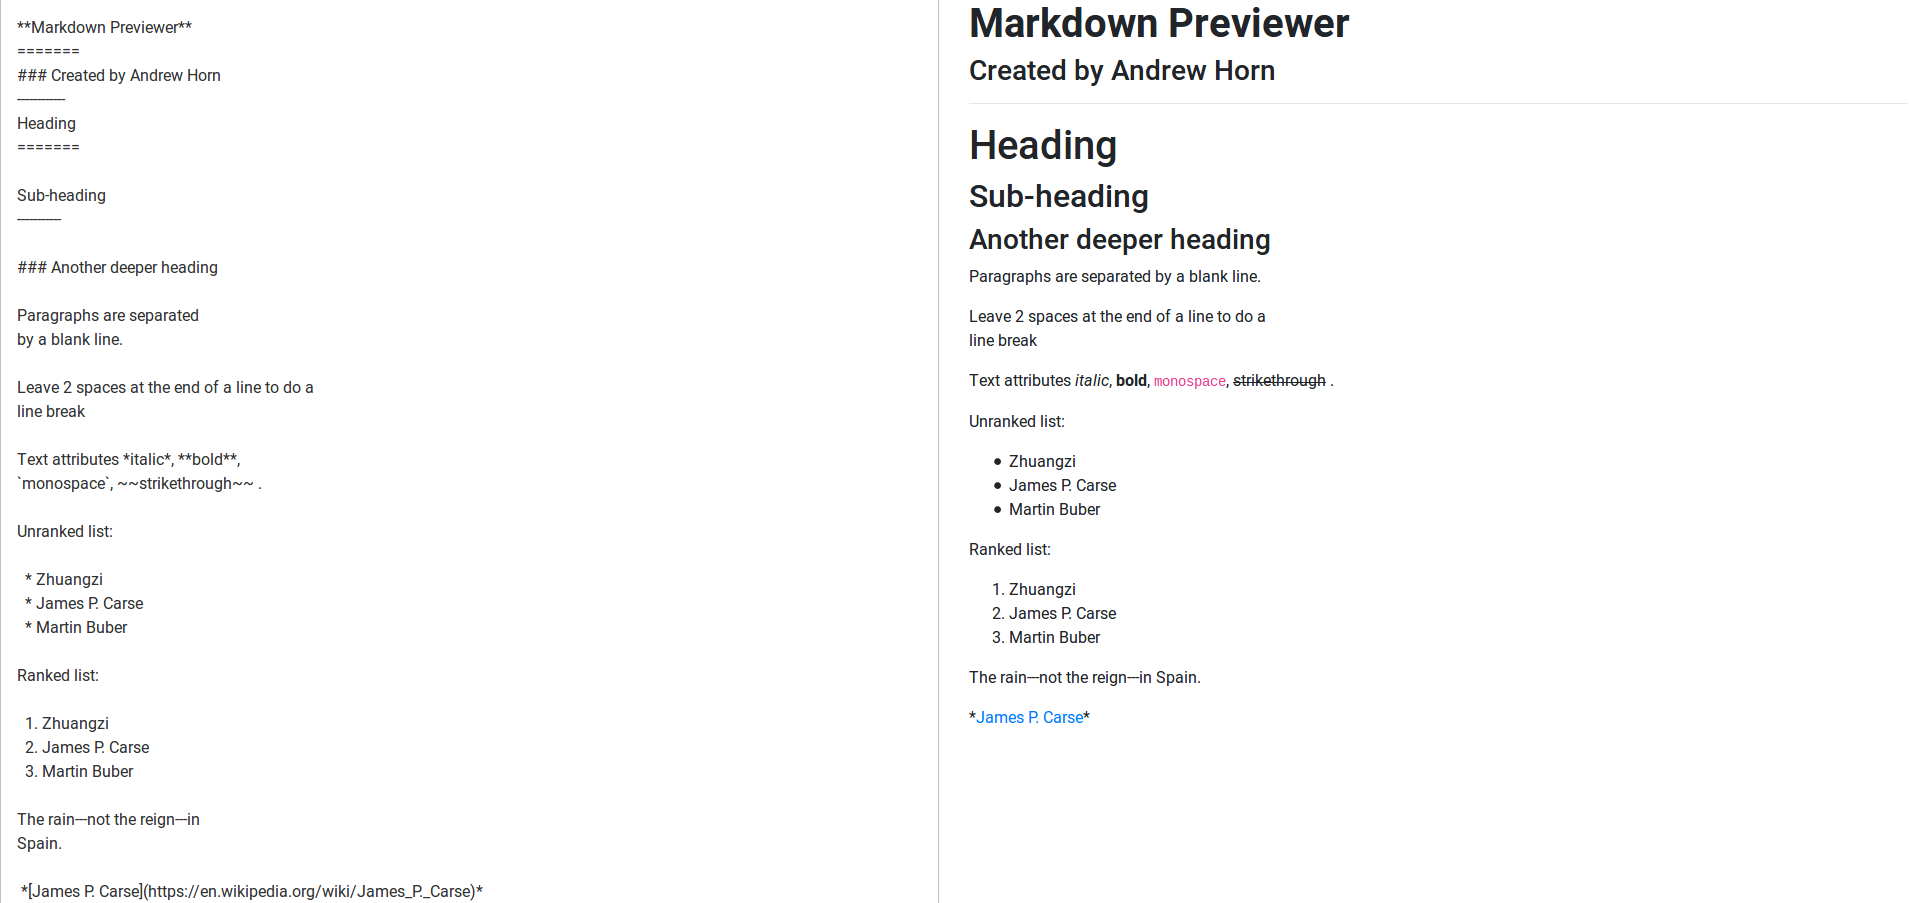 **Markdown Previewer**
=======
### Created by Andrew Horn
------------
Heading
=======
Sub-heading
-----------
### Another deeper heading
Paragraphs are separated
by a blank line.
Leave 2 spaces at the end of a line to do a
line break
Text attributes *italic*, **bold**,
`monospace`, ~~strikethrough~~ .
Unranked list:
* Zhuangzi
* James P. Carse
* Martin Buber
Ranked list:
1. Zhuangzi
2. James P. Carse
3. Martin Buber
The rain---not the reign---in
Spain.
*[James P. Carse](https://en.wikipedia.org/wiki/James_P._Carse)*
Markdown Previewer
Created by Andrew Horn
Heading
Sub-heading
Another deeper heading
Paragraphs are separated by a blank line.
Leave 2 spaces at the end of a line to do a
line break
Text attributes italic, bold, monospace, strikethrough .
Unranked list:
• Zhuangzi
• James P. Carse
• Martin Buber
Ranked list:
1. Zhuangzi
2. James P. Carse
3. Martin Buber
The rain---not the reign---in Spain.
*James P. Carse*